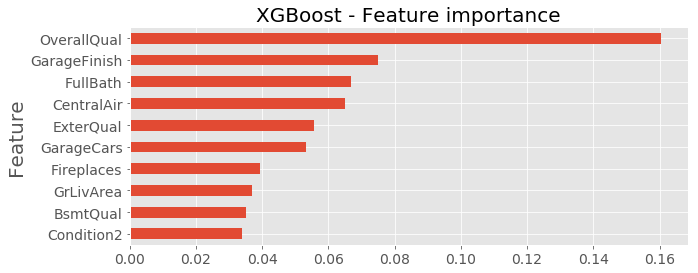 XGBoost - Feature importance
Feature
OverallQual
GarageFinish
FullBath
CentralAir
ExterQual
GarageCars
Fireplaces
GrLivArea
BsmtQual
Condition2
0.00 0.02 0.04 0.06 0.08 0.10 0.12 0.14 0.16